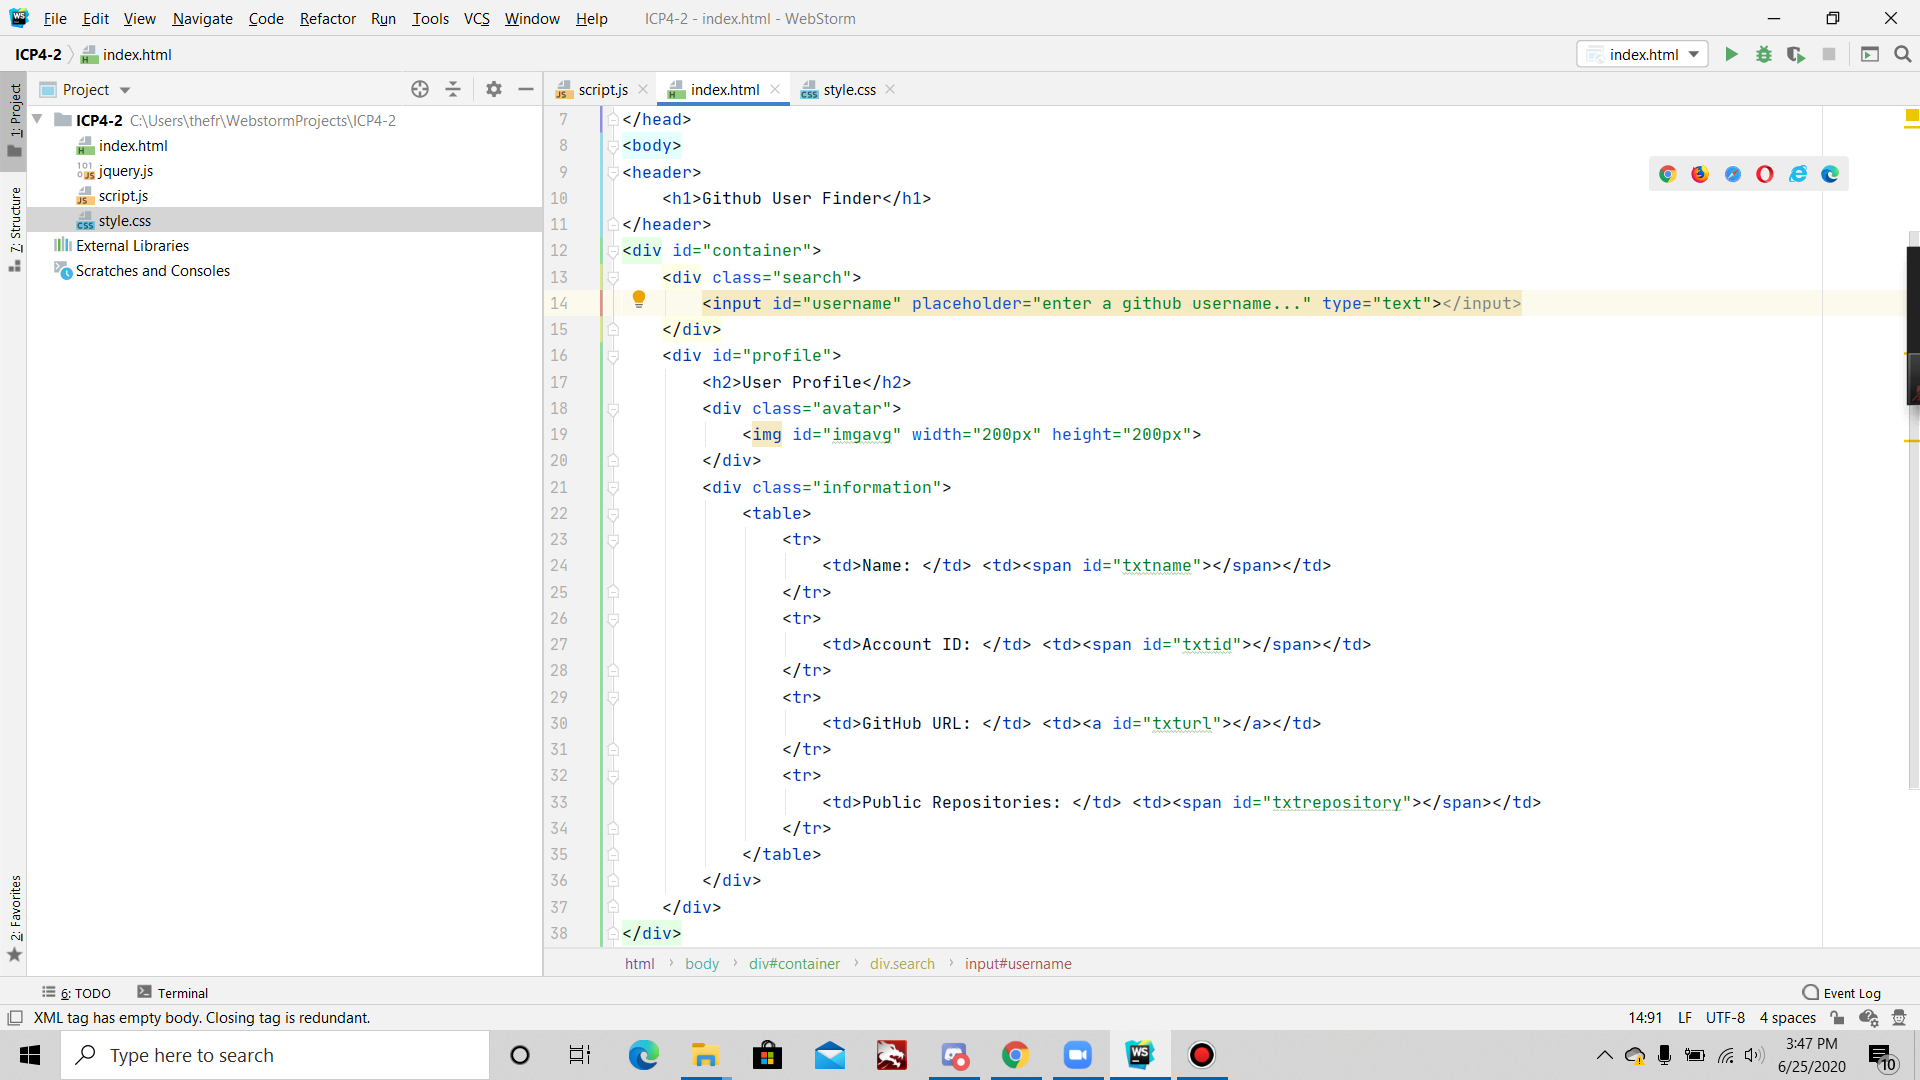 File Edit View Navigate Code Refactor Run Tools VCS Window Help ICP4-2 - index.html - WebStorm
ICP4-2 index.html
index.html
Project
script.js index.html style.css
1: Project
7: Structure
2: Favorites
ICP4-2 C:\Users\thefr\WebstormProjects\ICP4-2
index.html
jquery.js
script.js
style.css
External Libraries
Scratches and Consoles
7 </head>
8 <body>
9 <header>
10 <h1>Github User Finder</h1>
11 </header>
12 <div id="container">
13 <div class="search">
14 <input id="username" placeholder="enter a github username..." type="text"></input>
15 </div>
16 <div id="profile">
17 <h2>User Profile</h2>
18 <div class="avatar">
19 <img id="imgavg" width="200px" height="200px">
20 </div>
21 <div class="information">
22 <table>
23 <tr>
24 <td>Name: </td> <td><span id="txtname"></span></td>
25 </tr>
26 <tr>
27 <td>Account ID: </td> <td><span id="txtid"></span></td>
28 </tr>
29 <tr>
30 <td>GitHub URL: </td> <td><a id="txturl"></a></td>
31 </tr>
32 <tr>
33 <td>Public Repositories: </td> <td><span id="txtrepository"></span></td>
34 </tr>
35 </table>
36 </div>
37 </div>
38 </div>
html body div#container div.search input#username
6: TODO Terminal Event Log
XML tag has empty body. Closing tag is redundant. 14:91 LF UTF-8 4 spaces
Type here to search
3:47 PM
6/25/2020
10